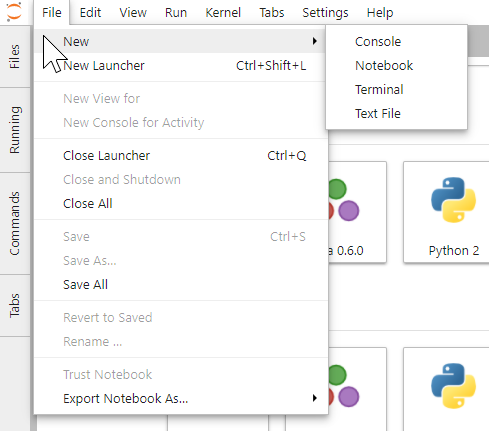 File Edit View Run Kernel Tabs Settings Help
Files
Running
Commands
Tabs
New
New Launcher Ctrl+Shift+L
New View for
New Console for Activity
Close Launcher Ctrl+Q
Close and Shutdown
Close All
Save Ctrl+S
Save As...
Save All
Revert to Saved
Rename ...
Trust Notebook
Export Notebook As...
Console
Notebook
Terminal
Text File
a 0.6.0
Python 2